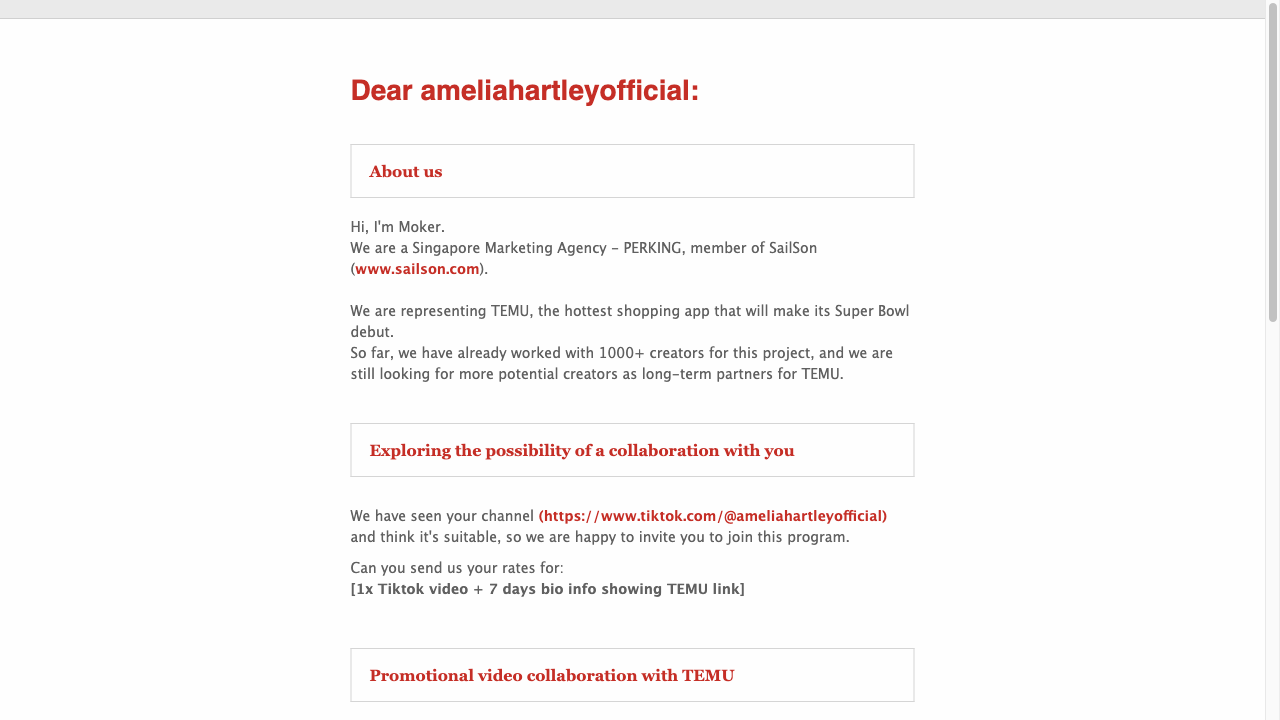 Dear ameliahartleyofficial:
About us
Hi, I'm Moker.
We are a Singapore Marketing Agency – PERKING, member of SailSon
(www.sailson.com).
We are representing TEMU, the hottest shopping app that will make its Super Bowl
debut.
So far, we have already worked with 1000+ creators for this project, and we are
still looking for more potential creators as long-term partners for TEMU.
Exploring the possibility of a collaboration with you
We have seen your channel (https://www.tiktok.com/@ameliahartleyofficial)
and think it's suitable, so we are happy to invite you to join this program.
Can you send us your rates for:
[1x Tiktok video + 7 days bio info showing TEMU link]
Promotional video collaboration with TEMU